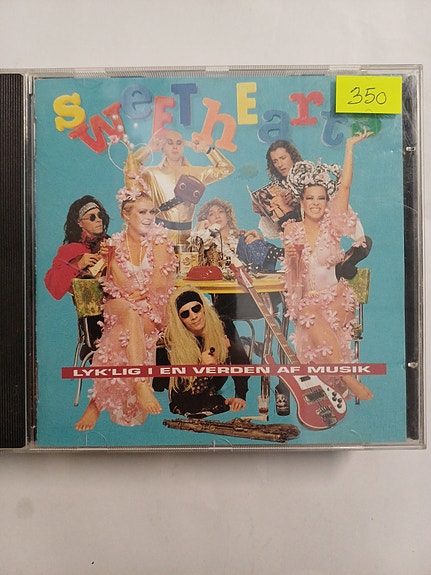 SweetHearts
350
LYK'LIG I EN VERDEN AF MUSIK